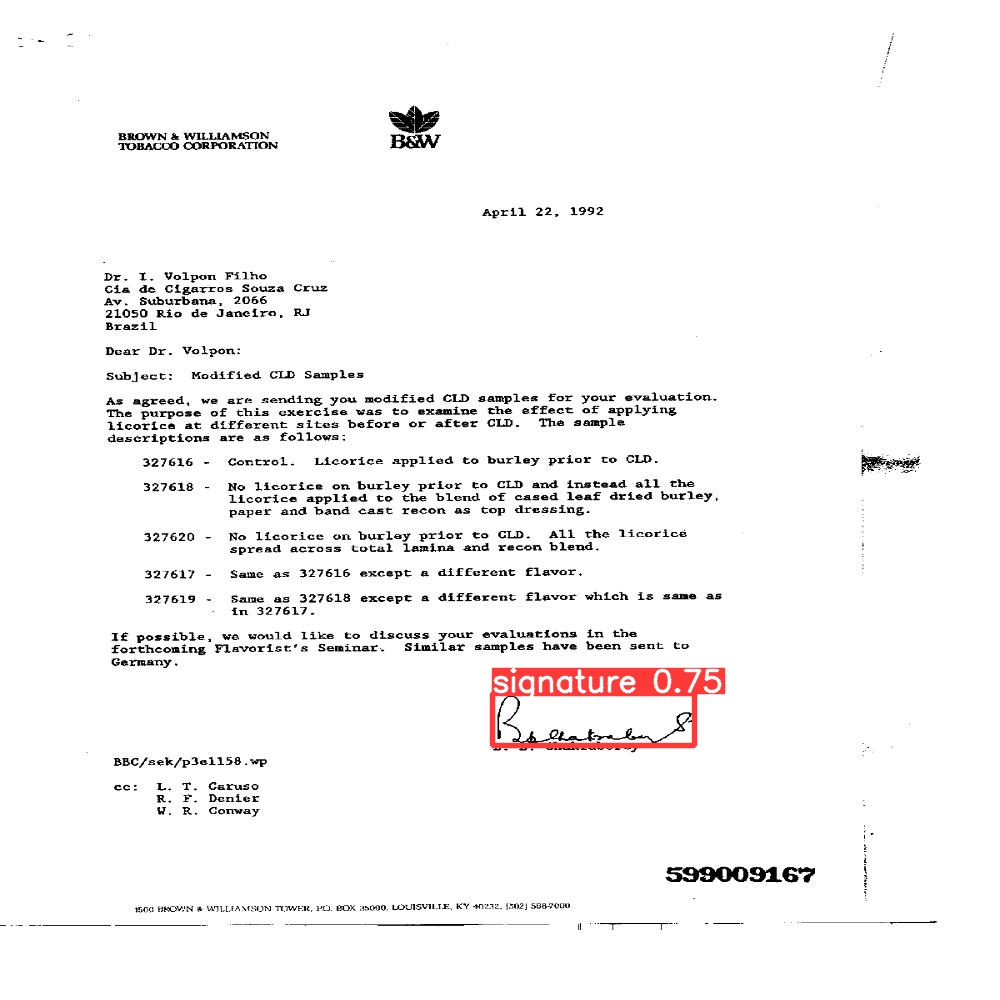 BROWN & WILLIAMSON
TOBACCO CORPORATION
B&W
April 22, 1992
Dr. I. Volpon Filho
Cia de Cigarros Souza Cruz
Av. Suburbana, 2066
21050 Rio de Janeiro, RJ
Brazil
Dear Dr. Volpon:
Subject: Modified CLD Samples
As agreed, we are sending you modified CLD samples for your evaluation.
The purpose of this exercise was to examine the effect of applying
licorice at different sites before or after CLD. The sample
descriptions are as follows:
327616 - Control. Licorice applied to burley prior to CLD.
327618 - No licorice on burley prior to CLD and instead all the
licorice applied to the blend of cased leaf dried burley,
paper and band cast recon as top dressing.
327620 - No licorice on burley prior to CLD. All the licorice
spread across total lamina and recon blend.
327617 - Same as 327616 except a different flavor.
327619 - Same as 327618 except a different flavor which is same as
in 327617.
If possible, we would like to discuss your evaluations in the
forthcoming Flavorist's Seminar. Similar samples have been sent to
Germany.
signature 0.75
BBC/sek/p3el158.wp
cc: L. T. Caruso
R. F. Denier
W. R. Conway
599009167
1500 BROWN & WILLIAMSON TOWER, P.O. BOX 35090, LOUISVILLE, KY 40232, (502) 568-7000